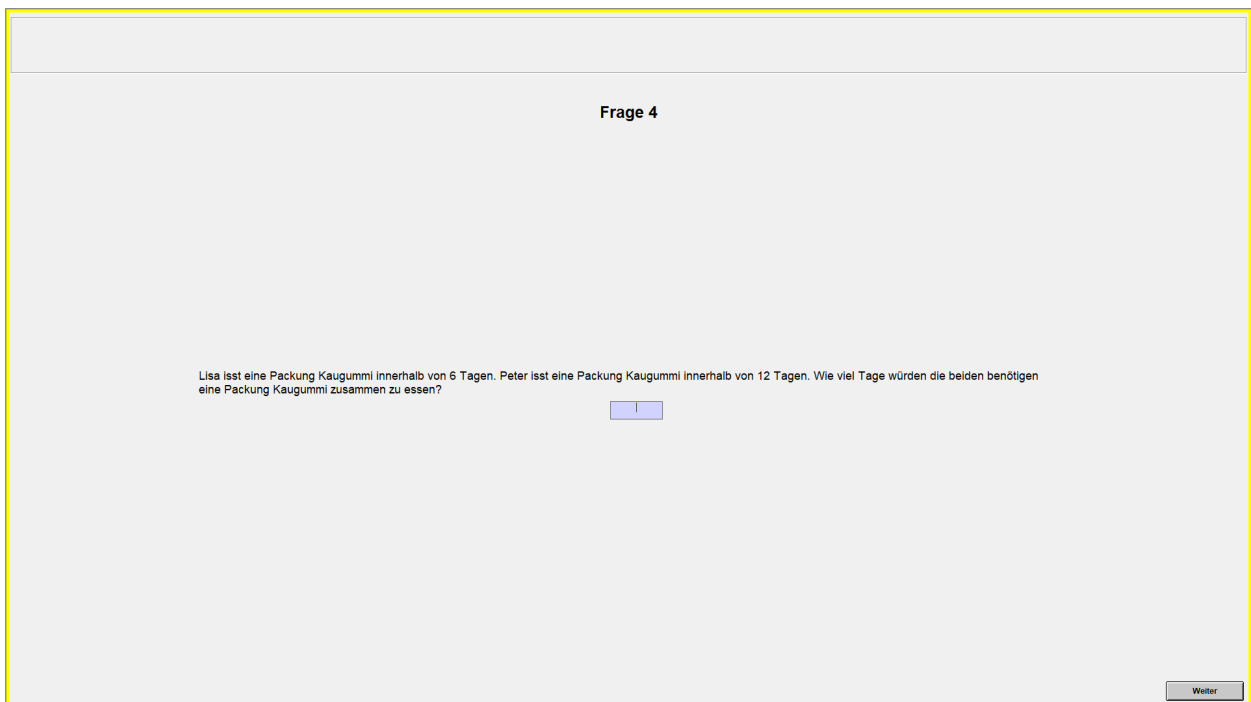 Frage 4
Lisa isst eine Packung Kaugummi innerhalb von 6 Tagen. Peter isst eine Packung Kaugummi innerhalb von 12 Tagen. Wie viel Tage würden die beiden benötigen
eine Packung Kaugummi zusammen zu essen?
Weiter